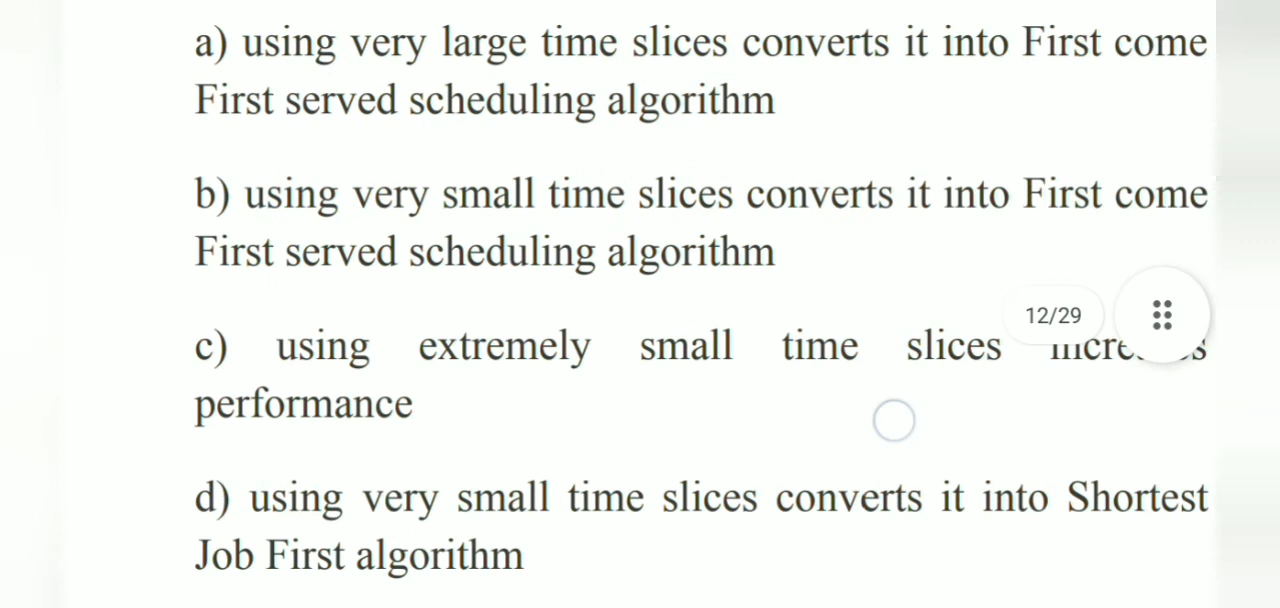 a) using very large time slices converts it into First come
First served scheduling algorithm
b) using very small time slices converts it into First come
First served scheduling algorithm
12/29
c) using extremely small time slices
performance
d) using very small time slices converts it into Shortest
Job First algorithm